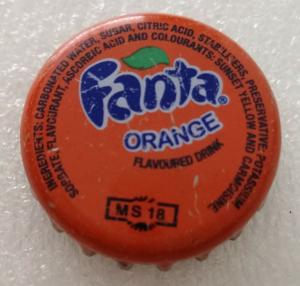 INGREDIENTS: CARBONATED WATER, SUGAR, CITRIC ACID, STABILIZERS, PRESERVATIVE: POTASSIUM
SORBATE, FLAVOURANT, ASCORBIC ACID AND COLOURANTS: SUNSET YELLOW AND CARMOISINE.
Fanta
ORANGE
FLAVOURED DRINK
MS 18